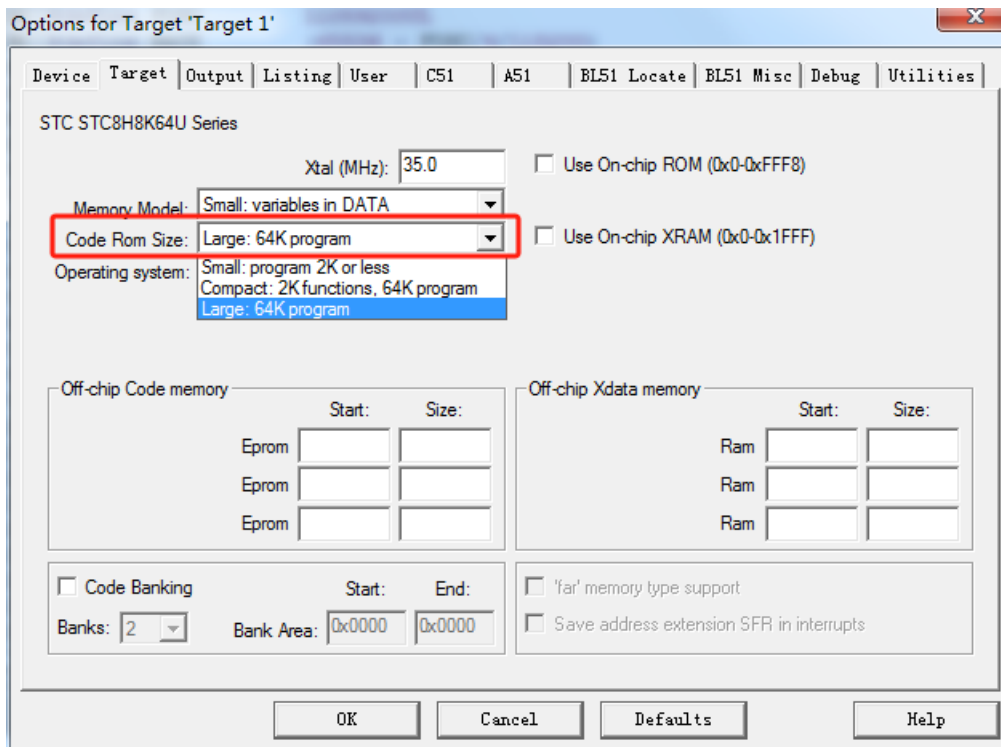 Options for Target 'Target 1'
Device Target Output Listing User C51 A51 BL51 Locate BL51 Misc Debug Utilities
STC STC8H8K64U Series
Xtal (MHz): 35.0 Use On-chip ROM (0x0-0xFFF8)
Memory Model: Small: variables in DATA
Code Rom Size: Large: 64K program Use On-chip XRAM (0x0-0x1FFF)
Operating system: Small: program 2K or less
Compact: 2K functions, 64K program
Large: 64K program
Off-chip Code memory Off-chip Xdata memory
Start: Size: Start: Size:
Eprom Ram
Eprom Ram
Eprom Ram
Code Banking Start: End: 'far' memory type support
Banks: 2 Bank Area: 0x0000 0x0000 Save address extension SFR in interrupts
OK Cancel Defaults Help